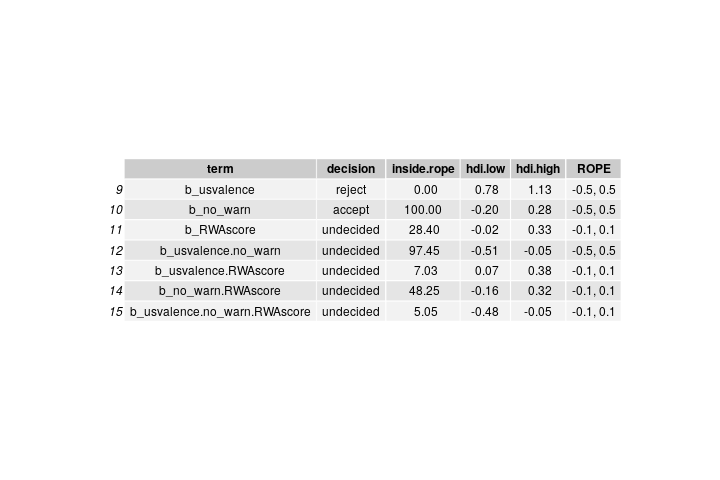 term decision inside.rope hdi.low hdi.high ROPE
9 b_usvalence reject 0.00 0.78 1.13 -0.5, 0.5
10 b_no_warn accept 100.00 -0.20 0.28 -0.5, 0.5
11 b_RWAscore undecided 28.40 -0.02 0.33 -0.1, 0.1
12 b_usvalence.no_warn undecided 97.45 -0.51 -0.05 -0.5, 0.5
13 b_usvalence.RWAscore undecided 7.03 0.07 0.38 -0.1, 0.1
14 b_no_warn.RWAscore undecided 48.25 -0.16 0.32 -0.1, 0.1
15 b_usvalence.no_warn.RWAscore undecided 5.05 -0.48 -0.05 -0.1, 0.1